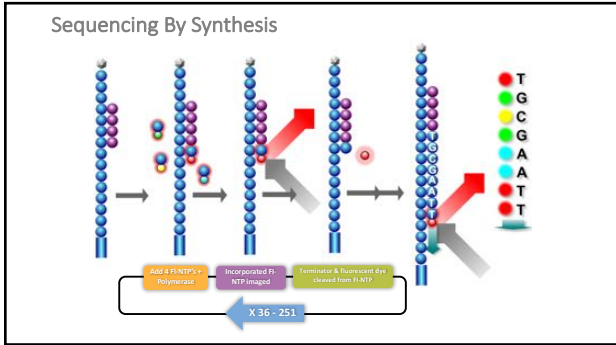 Sequencing By Synthesis
T
G
C
G
A
A
T
T
TGCGAATT
Add 4 Fl-NTP's +
Polymerase
Incorporated Fl-
NTP imaged
Terminator & fluorescent dye
cleaved from Fl-NTP
X 36 - 251